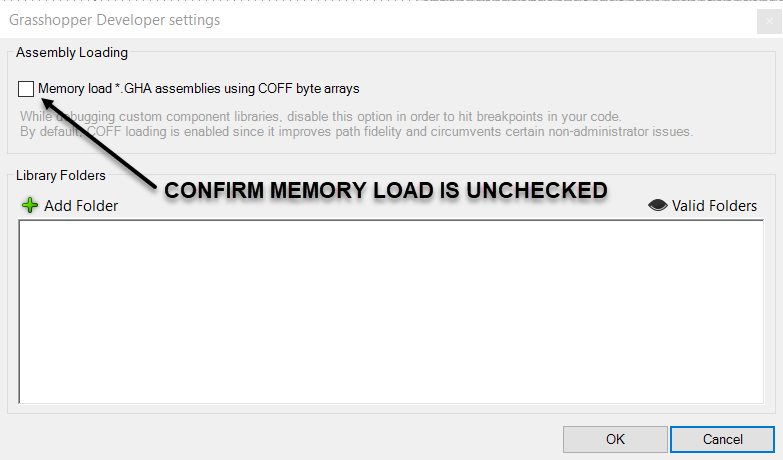 Grasshopper Developer settings
Assembly Loading
Memory load *.GHA assemblies using COFF byte arrays
While debugging custom component libraries, disable this option in order to hit breakpoints in your code.
By default, COFF loading is enabled since it improves path fidelity and circumvents certain non-administrator issues.
Library Folders
CONFIRM MEMORY LOAD IS UNCHECKED
Add Folder
Valid Folders
OK
Cancel